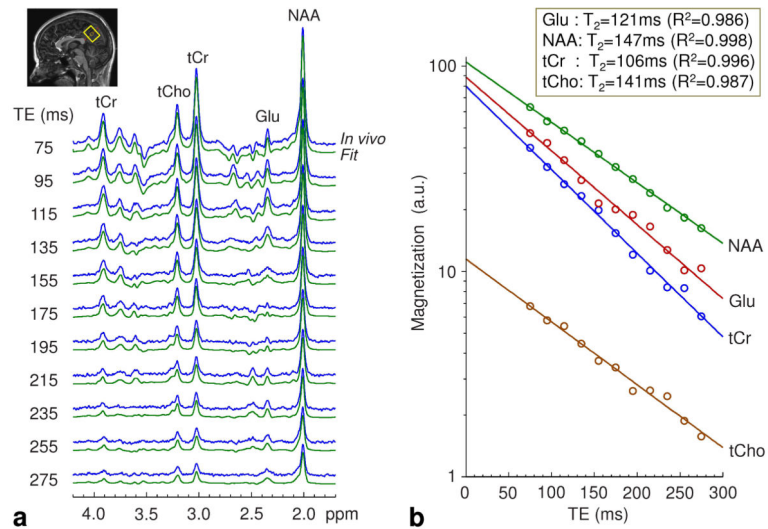 NAA
tCr
tCho
tCr
Glu
TE (ms)
In vivo
Fit
75
95
115
135
155
175
195
215
235
255
275
4.0 3.5 3.0 2.5 2.0 ppm
a
Glu : T2=121ms (R²=0.986)
NAA: T2=147ms (R²=0.998)
tCr : T2=106ms (R²=0.996)
tCho: T2=141ms (R²=0.987)
100
10
1
Magnetization (a.u.)
NAA
Glu
tCr
tCho
0 50 100 150 200 250 300
TE (ms)
b